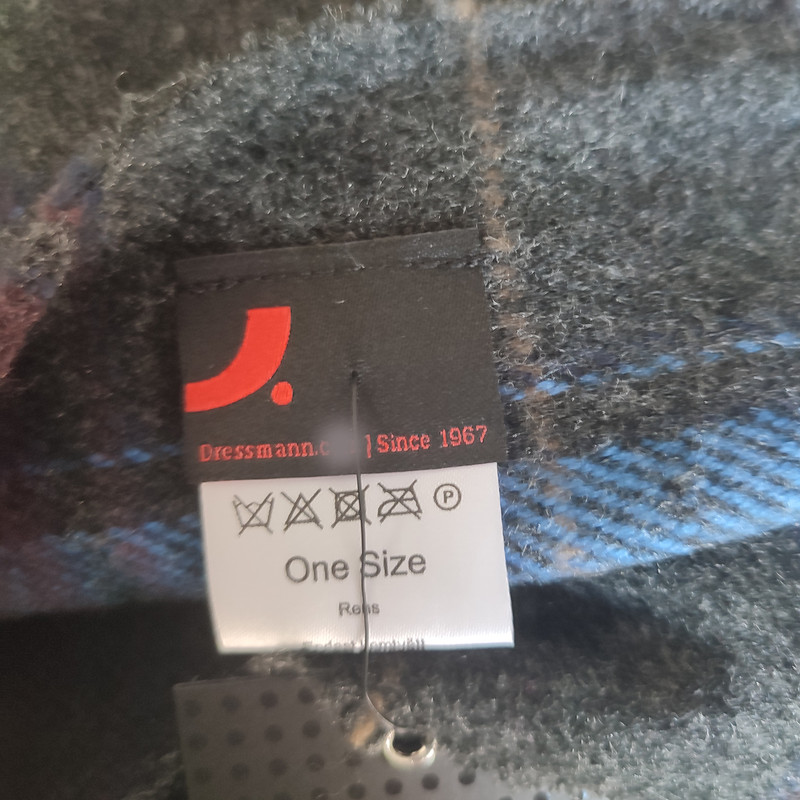 Dressmann.c | Since 1967
P
One Size
Rens